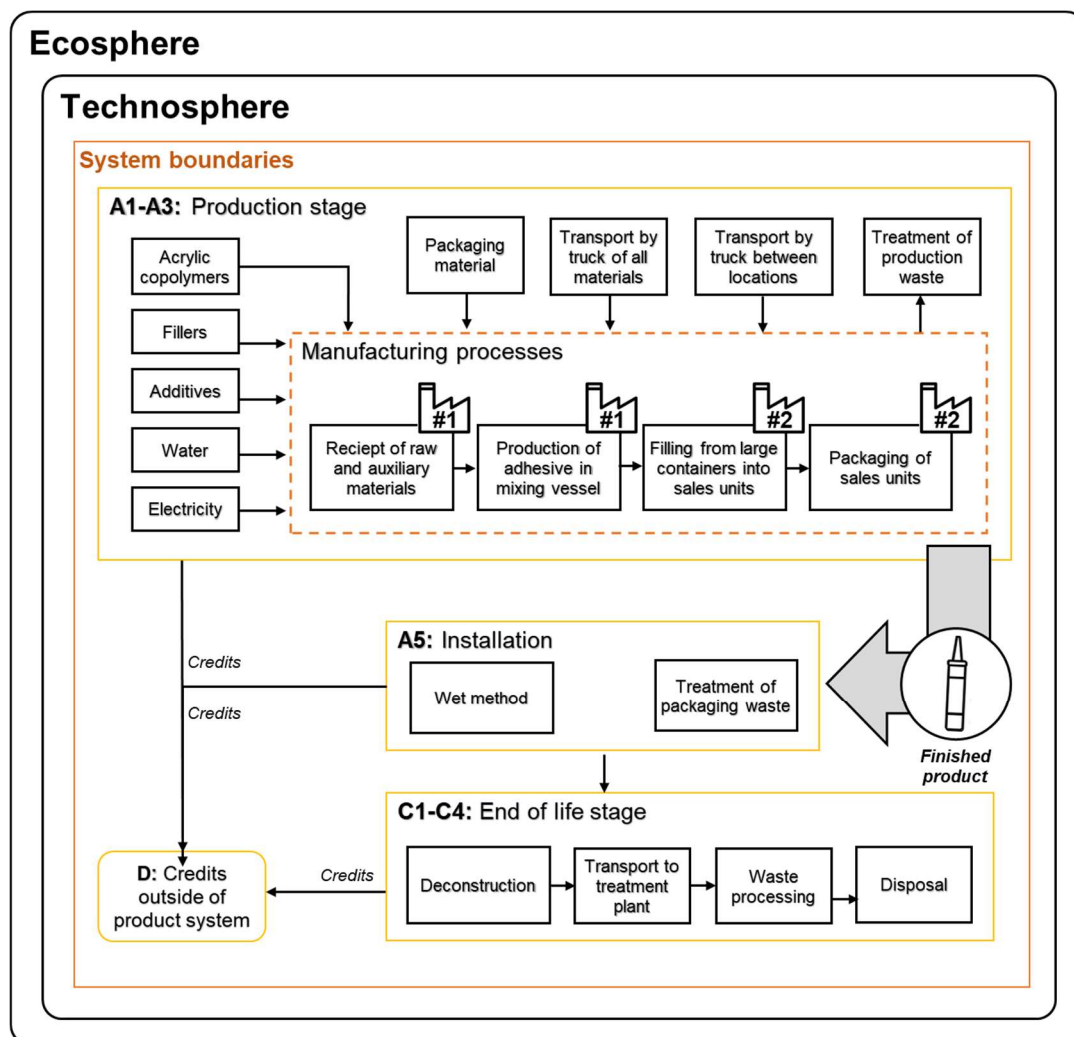 Ecosphere
Technosphere
System boundaries
A1-A3: Production stage
Acrylic
copolymers
Fillers
Additives
Water
Electricity
Packaging
material
Transport by
truck of all
materials
Transport by
truck between
locations
Treatment of
production
waste
Manufacturing processes
#1
#1
#2
#2
Reciept of raw
and auxiliary
materials
Production of
adhesive in
mixing vessel
Filling from large
containers into
sales units
Packaging of
sales units
Credits
Credits
A5: Installation
Wet method
Treatment of
packaging waste
Finished
product
C1-C4: End of life stage
Deconstruction
Transport to
treatment
plant
Waste
processing
Disposal
Credits
D: Credits
outside of
product system